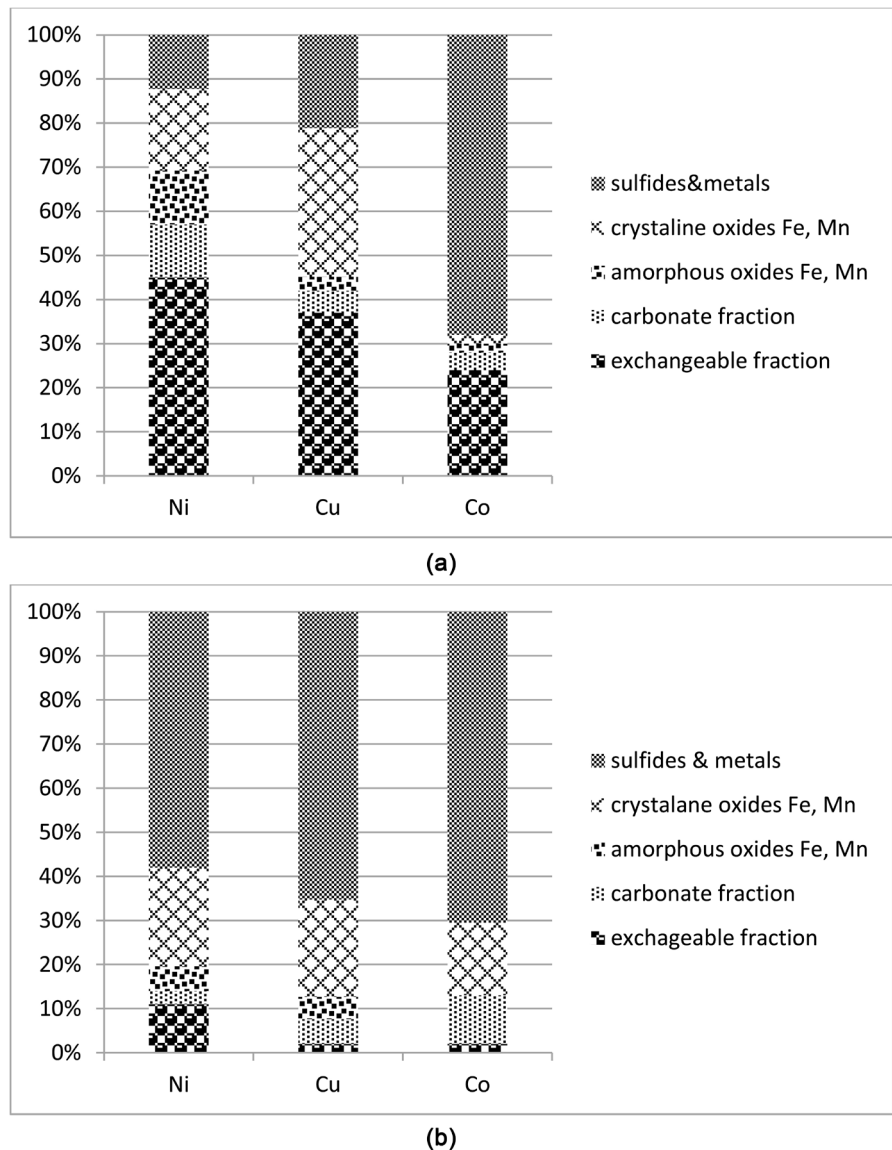 100%
90%
80%
70%
60%
50%
40%
30%
20%
10%
0%
Ni Cu Co
sulfides&metals
crystaline oxides Fe, Mn
amorphous oxides Fe, Mn
carbonate fraction
exchangeable fraction
(a)
100%
90%
80%
70%
60%
50%
40%
30%
20%
10%
0%
Ni Cu Co
sulfides & metals
crystalane oxides Fe, Mn
amorphous oxides Fe, Mn
carbonate fraction
exchageable fraction
(b)